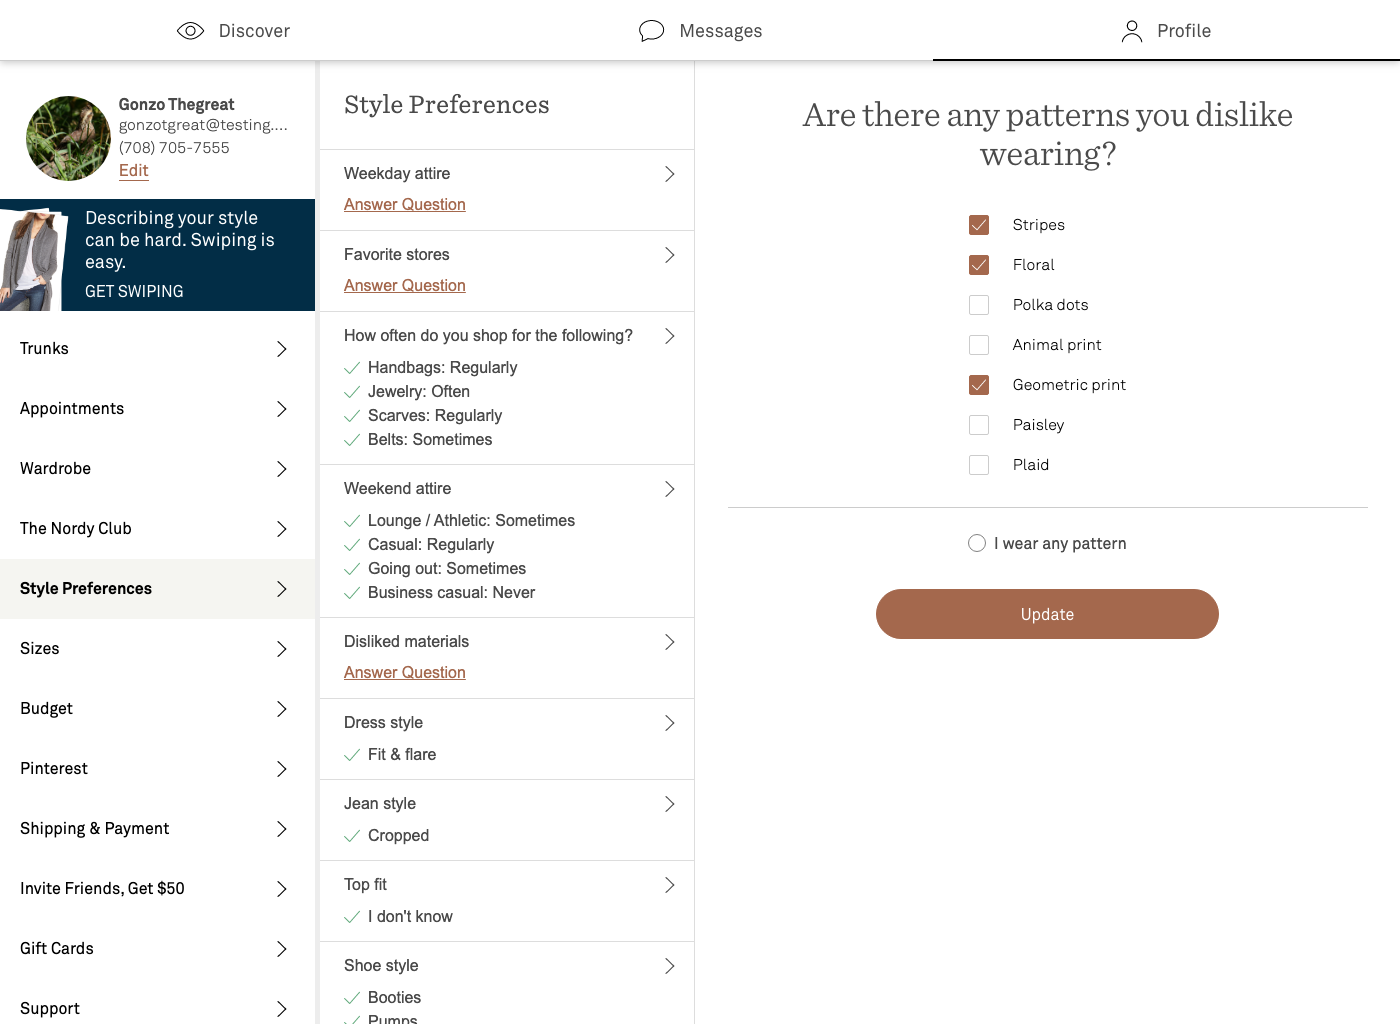 Discover
Messages
Profile
Gonzo Thegreat
gonzotgreat@testing....
(708) 705-7555
Edit
Describing your style
can be hard. Swiping is
easy.
GET SWIPING
Trunks
Appointments
Wardrobe
The Nordy Club
Style Preferences
Sizes
Budget
Pinterest
Shipping & Payment
Invite Friends, Get $50
Gift Cards
Support
Style Preferences
Weekday attire
Answer Question
Favorite stores
Answer Question
How often do you shop for the following?
Handbags: Regularly
Jewelry: Often
Scarves: Regularly
Belts: Sometimes
Weekend attire
Lounge / Athletic: Sometimes
Casual: Regularly
Going out: Sometimes
Business casual: Never
Disliked materials
Answer Question
Dress style
Fit & flare
Jean style
Cropped
Top fit
I don't know
Shoe style
Booties
Pumps
Are there any patterns you dislike
wearing?
Stripes
Floral
Polka dots
Animal print
Geometric print
Paisley
Plaid
I wear any pattern
Update